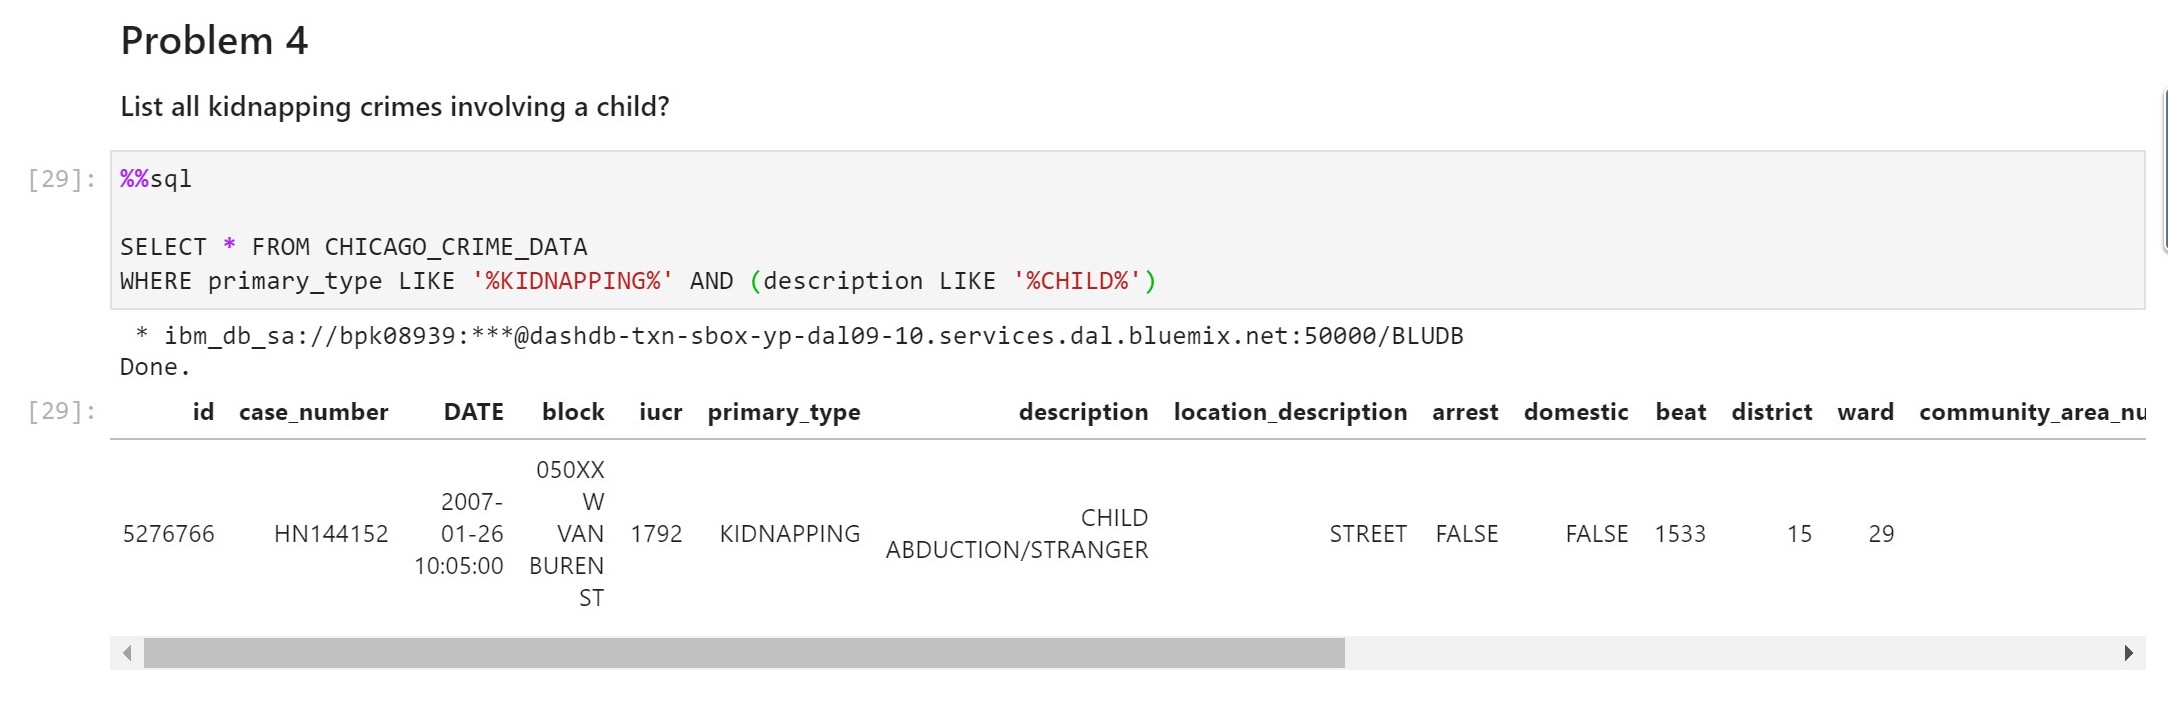 Problem 4
List all kidnapping crimes involving a child?
[29]: %%sql
SELECT * FROM CHICAGO_CRIME_DATA
WHERE primary_type LIKE '%KIDNAPPING%' AND (description LIKE '%CHILD%')
* ibm_db_sa://bpk08939:***@dashdb-txn-sbox-yp-dal09-10.services.dal.bluemix.net:50000/BLUDB
Done.
[29]: id case_number DATE block iucr primary_type description location_description arrest domestic beat district ward community_area_nu
5276766 HN144152 2007-01-26 10:05:00 050XX W VAN BUREN ST 1792 KIDNAPPING CHILD ABDUCTION/STRANGER STREET FALSE FALSE 1533 15 29